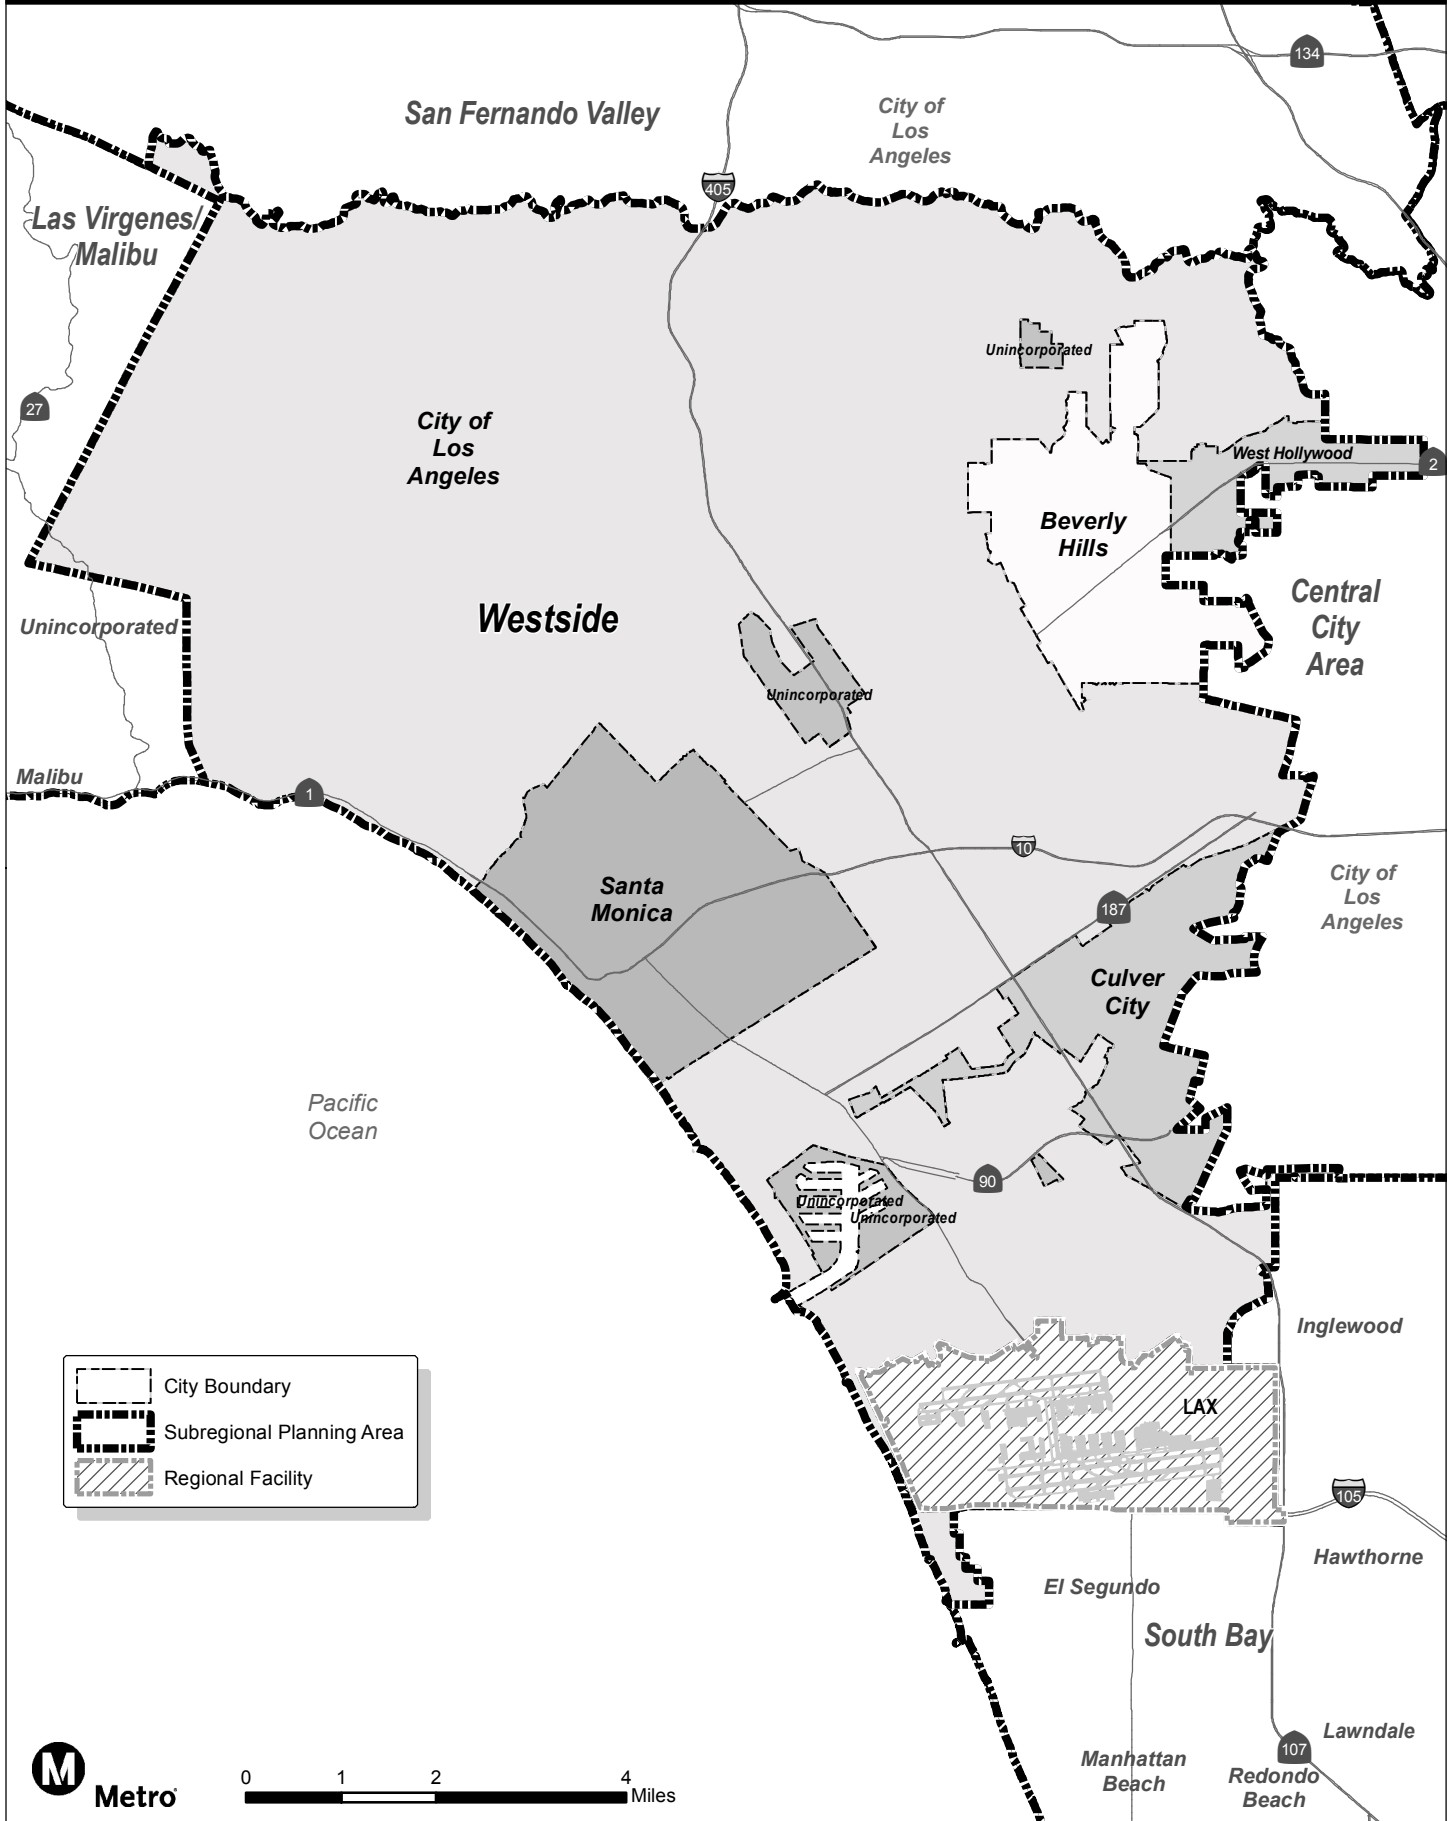 134
San Fernando Valley
City of
Los
Angeles
405
Las Virgenes/
Malibu
27
Unincorporated
City of
Los
Angeles
West Hollywood
2
Beverly
Hills
Westside
Central
City
Area
Unincorporated
Unincorporated
Malibu
1
10
Santa
Monica
187
City of
Los
Angeles
Culver
City
Pacific
Ocean
90
Unincorporated
Unincorporated
Inglewood
City Boundary
Subregional Planning Area
Regional Facility
LAX
105
Hawthorne
El Segundo
South Bay
Lawndale
107
Manhattan
Beach
Redondo
Beach
M
Metro
0 1 2 4
Miles